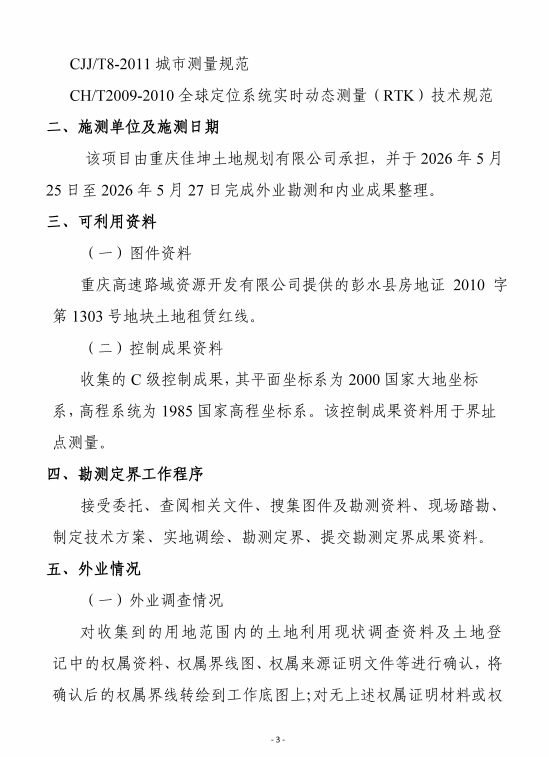 CJJ/T8-2011 城市测量规范
CH/T2009-2010 全球定位系统实时动态测量（RTK）技术规范
二、施测单位及施测日期
该项目由重庆佳坤土地规划有限公司承担，并于 2026 年 5 月
25 日至 2026 年 5 月 27 日完成外业勘测和内业成果整理。
三、可利用资料
（一）图件资料
重庆高速路域资源开发有限公司提供的彭水县房地证 2010 字
第 1303 号地块土地租赁红线。
（二）控制成果资料
收集的 C 级控制成果，其平面坐标系为 2000 国家大地坐标
系，高程系统为 1985 国家高程坐标系。该控制成果资料用于界址
点测量。
四、勘测定界工作程序
接受委托、查阅相关文件、搜集图件及勘测资料、现场踏勘、
制定技术方案、实地调绘、勘测定界、提交勘测定界成果资料。
五、外业情况
（一）外业调查情况
对收集到的用地范围内的土地利用现状调查资料及土地登
记中的权属资料、权属界线图、权属来源证明文件等进行确认，将
确认后的权属界线转绘到工作底图上;对无上述权属证明材料或权
- 3 -